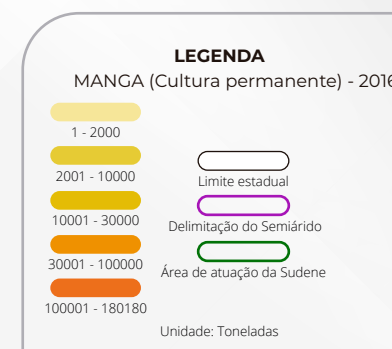 LEGENDA
MANGA (Cultura permanente) - 2016
1 - 2000
2001 - 10000
10001 - 30000
30001 - 100000
100001 - 180180
Limite estadual
Delimitação do Semiárido
Área de atuação da Sudene
Unidade: Toneladas